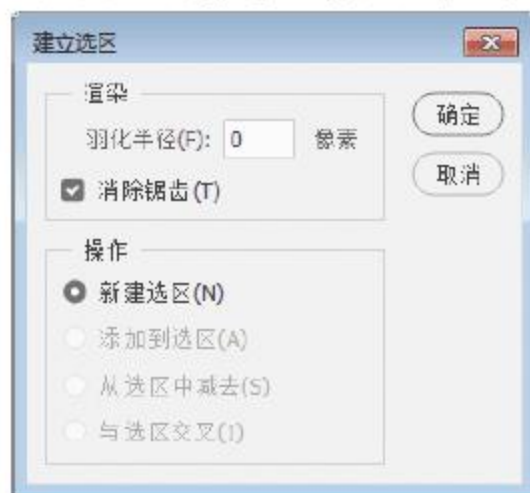 建立选区
渲染
羽化半径(F): 0 像素
消除锯齿(T)
确定
取消
操作
新建选区(N)
添加到选区(A)
从选区中减去(S)
与选区交叉(I)